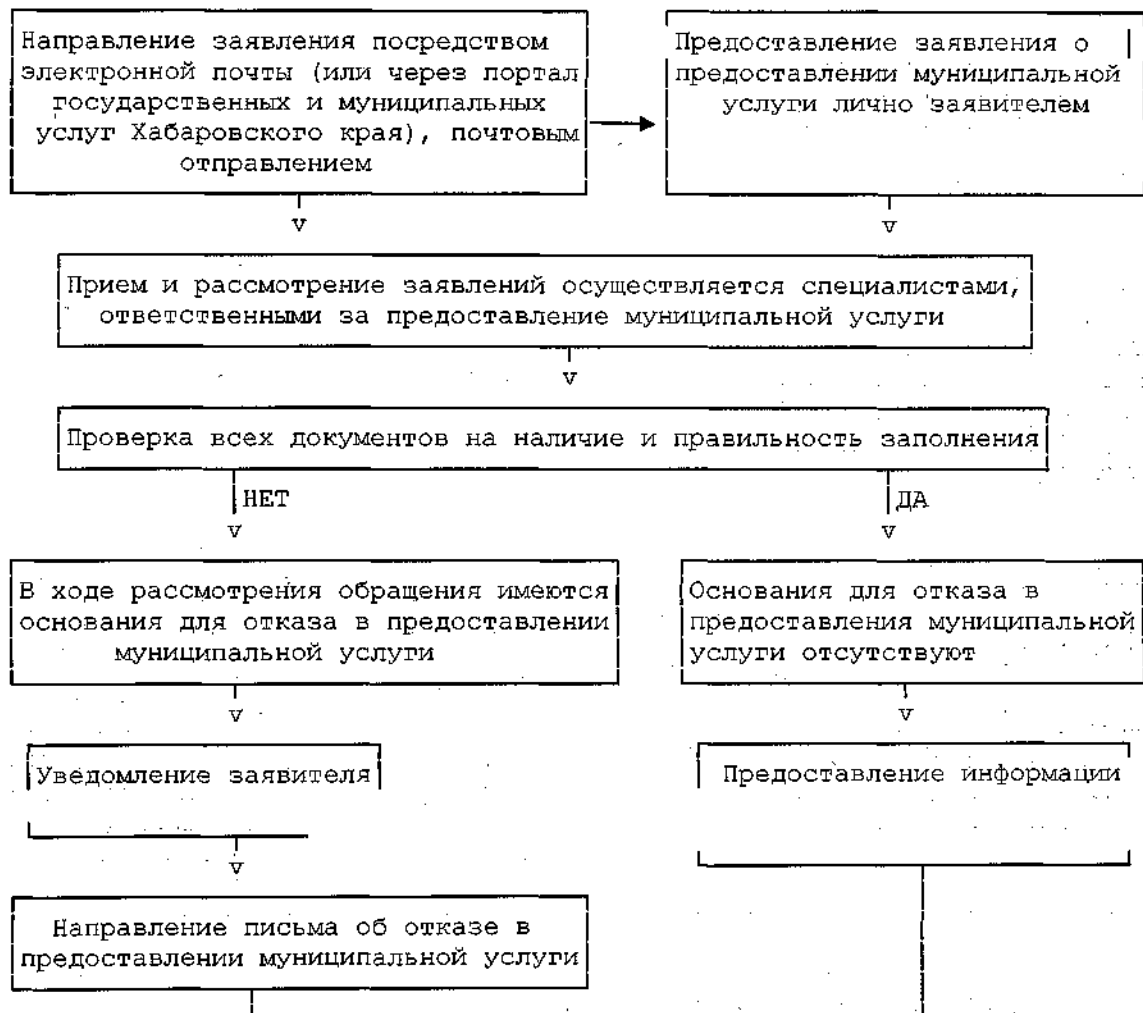 Направление заявления посредством
электронной почты (или через портал
государственных и муниципальных
услуг Хабаровского края), почтовым
отправлением
Предоставление заявления о
предоставлении муниципальной
услуги лично заявителем
v
v
Прием и рассмотрение заявлений осуществляется специалистами,
ответственными за предоставление муниципальной услуги
v
Проверка всех документов на наличие и правильность заполнения
НЕТ
ДА
v
v
В ходе рассмотрения обращения имеются
основания для отказа в предоставлении
муниципальной услуги
Основания для отказа в
предоставления муниципальной
услуги отсутствуют
v
v
Уведомление заявителя
Предоставление информации
v
Направление письма об отказе в
предоставлении муниципальной услуги